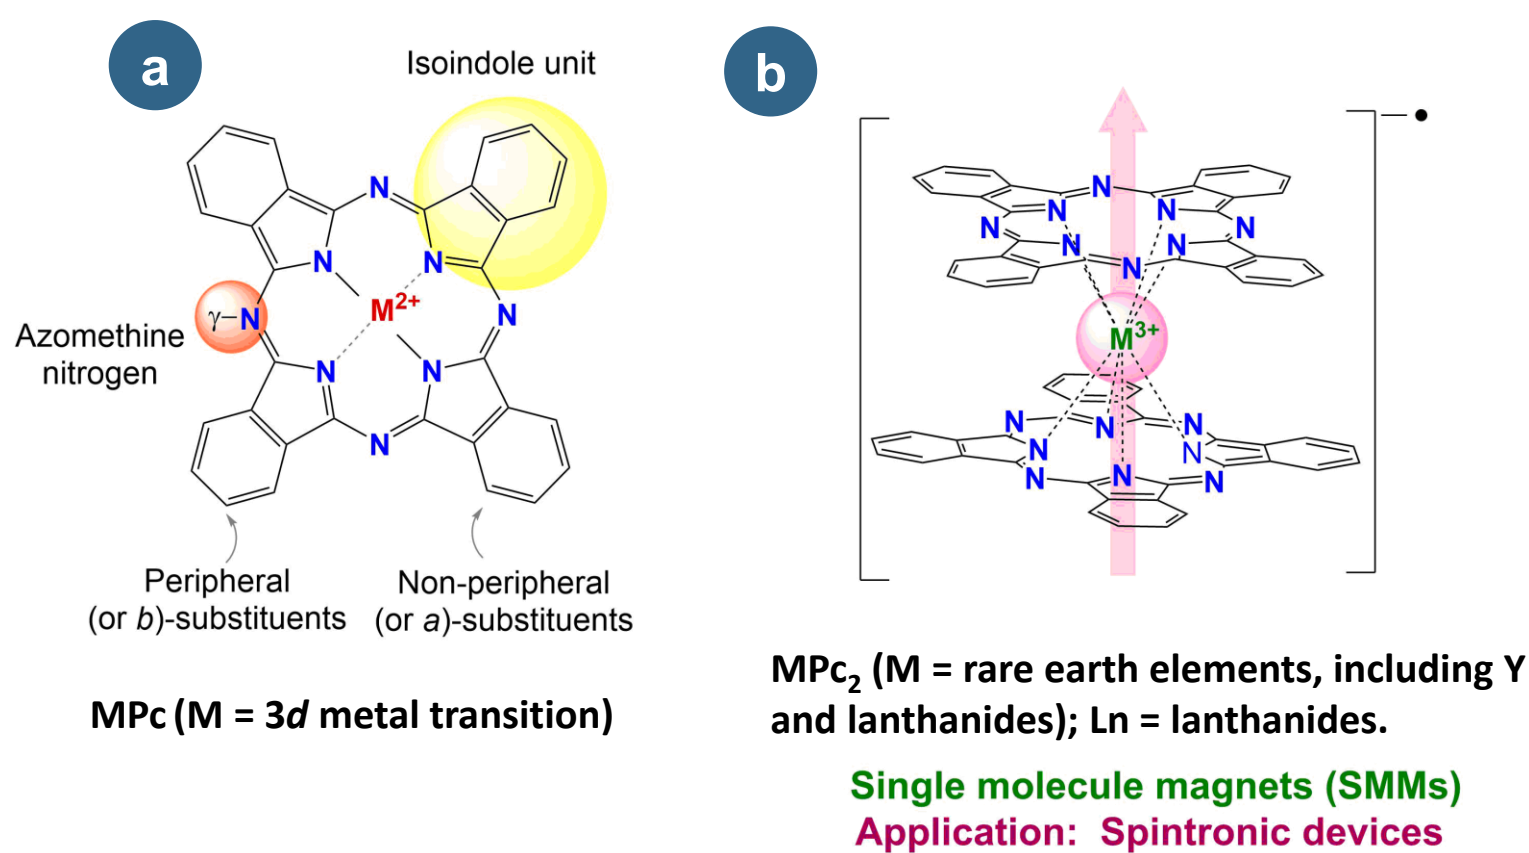 a
Isoindole unit
N
N
N
M2+
γ–N
N
Azomethine
nitrogen
N
N
N
Peripheral
(or b)-substituents
Non-peripheral
(or a)-substituents
MPc (M = 3d metal transition)
b
– •
N
N
N
N
N
N
N
N
M3+
N
N
N
N
N
N
N
N
MPc2 (M = rare earth elements, including Y
and lanthanides); Ln = lanthanides.
Single molecule magnets (SMMs)
Application: Spintronic devices